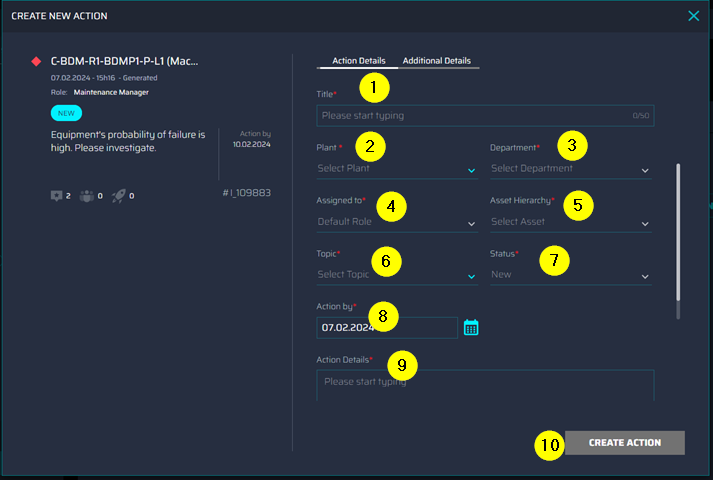 CREATE NEW ACTION
C-BDM-R1-BDMP1-P-L1 (Mac...
07.02.2024 - 15h16 - Generated
Role: Maintenance Manager
NEW
Equipment's probability of failure is
high. Please investigate.
Action by
10.02.2024
2 0 0
#I_109883
Action Details Additional Details
1
Title*
Please start typing 0/50
2 3
Plant * Department*
Select Plant Select Department
4 5
Assigned to* Asset Hierarchy*
Default Role Select Asset
6 7
Topic* Status*
Select Topic New
8
Action by*
07.02.2024
9
Action Details*
Please start typing
10
CREATE ACTION